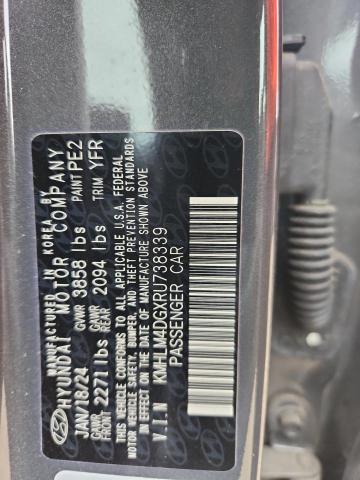 MANUFACTURED IN KOREA BY
HYUNDAI MOTOR COMPANY
JAN/18/24 GVWR 3858 lbs PAINT PE2
GAWR FRONT 2271 lbs GAWR REAR 2094 lbs TRIM YFR
THIS VEHICLE CONFORMS TO ALL APPLICABLE U.S.A. FEDERAL
MOTOR VEHICLE SAFETY, BUMPER, AND THEFT PREVENTION STANDARDS
IN EFFECT ON THE DATE OF MANUFACTURE SHOWN ABOVE
V.I.N KMHLM4DGXRU738339
PASSENGER CAR